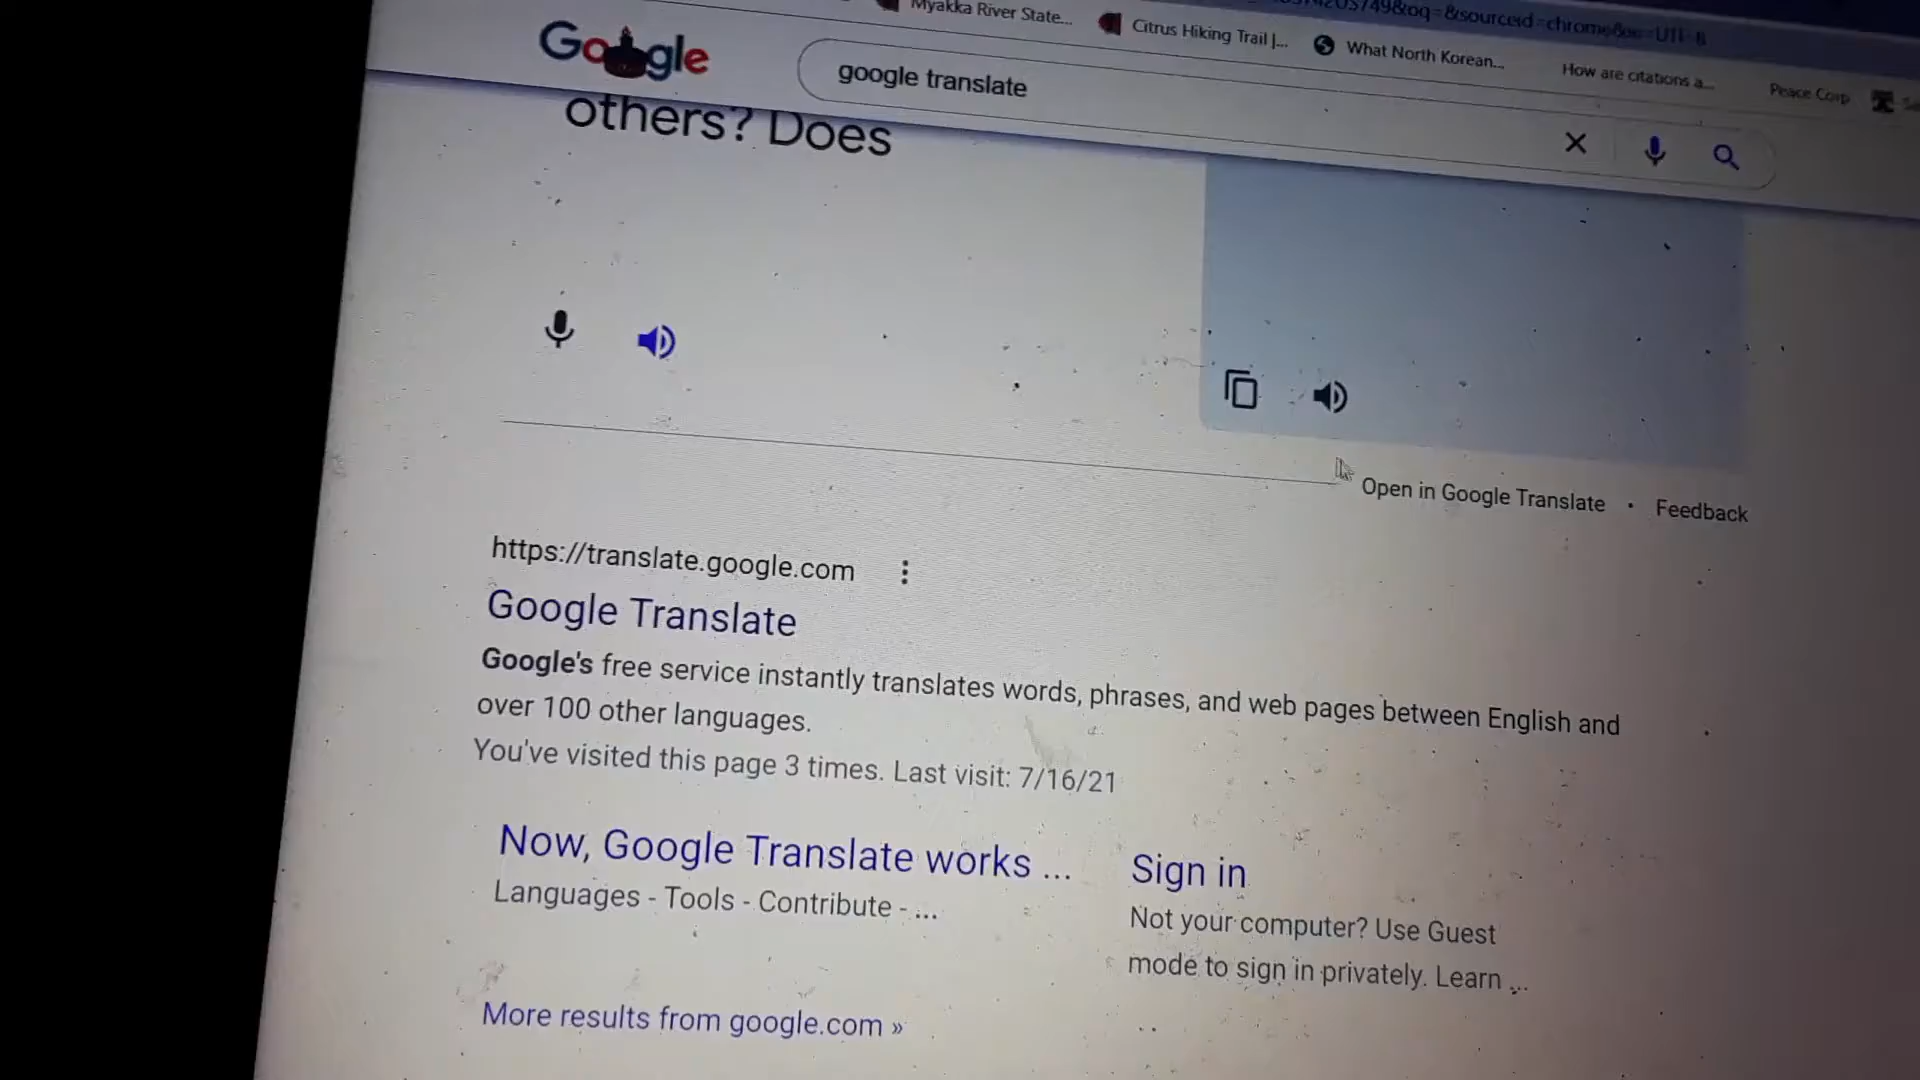 Myakka River State...
Citrus Hiking Trail |...
What North Korean...
How are citations a...
Peace Corp
Google
google translate
others? Does
Open in Google Translate · Feedback
https://translate.google.com
Google Translate
Google's free service instantly translates words, phrases, and web pages between English and
over 100 other languages.
You've visited this page 3 times. Last visit: 7/16/21
Now, Google Translate works ...
Languages - Tools - Contribute - ...
Sign in
Not your computer? Use Guest
mode to sign in privately. Learn ...
More results from google.com »